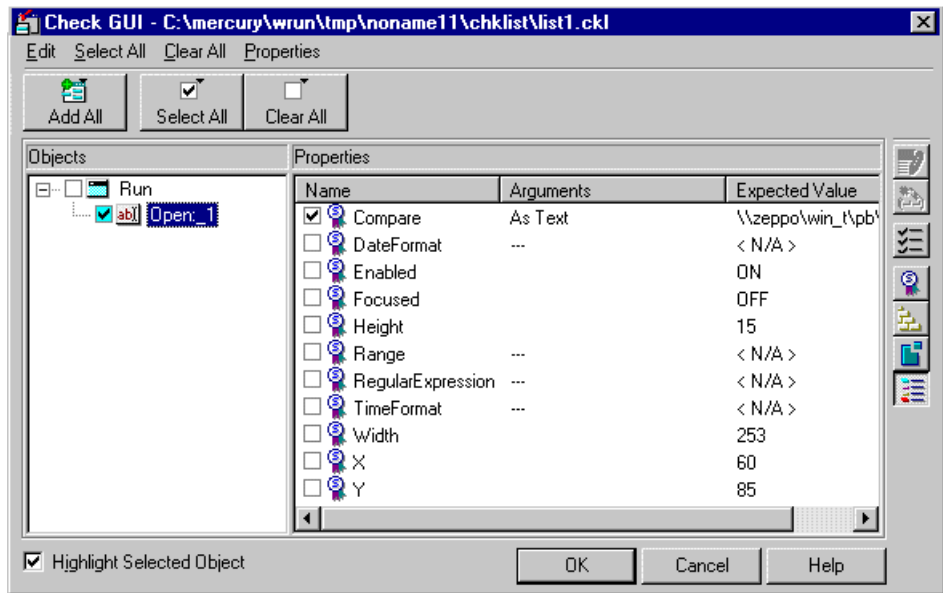 Check GUI - C:\mercury\wrun\tmp\noname11\chklist\list1.ckl
Edit Select All Clear All Properties
Add All Select All Clear All
Objects Properties
Run
Open:_1
Name Arguments Expected Value
Compare As Text \\zeppo\win_t\pb\
DateFormat --- < N/A >
Enabled ON
Focused OFF
Height 15
Range --- < N/A >
RegularExpression --- < N/A >
TimeFormat --- < N/A >
Width 253
X 60
Y 85
Highlight Selected Object OK Cancel Help